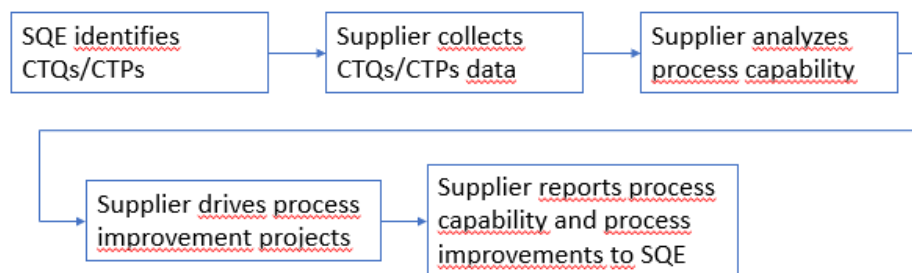 SQE identifies
CTQs/CTPs
Supplier collects
CTQs/CTPs data
Supplier analyzes
process capability
Supplier drives process
improvement projects
Supplier reports process
capability and process
improvements to SQE